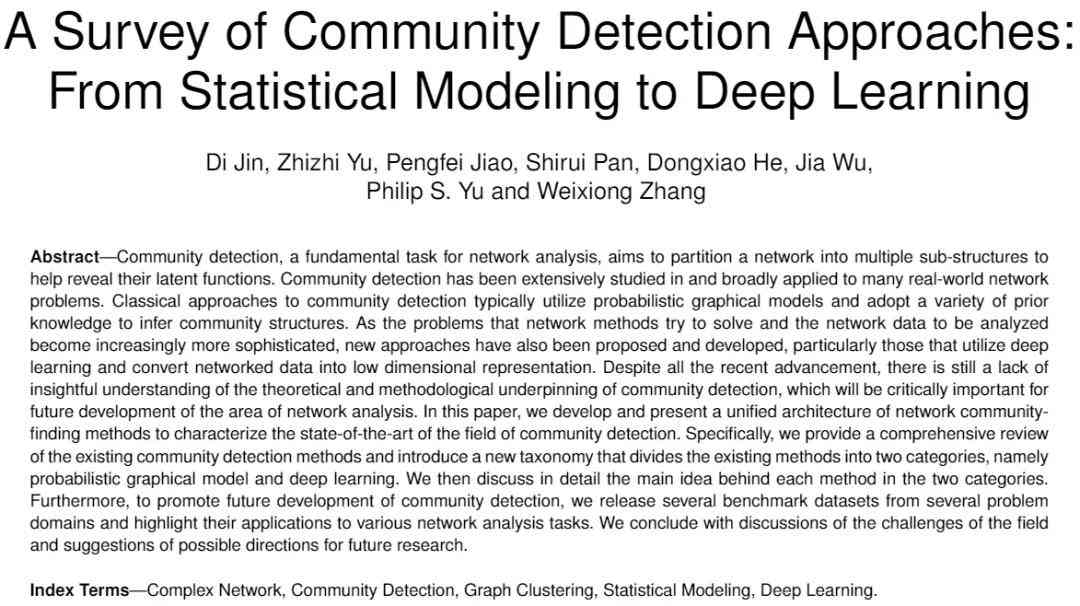 A Survey of Community Detection Approaches:
From Statistical Modeling to Deep Learning
Di Jin, Zhizhi Yu, Pengfei Jiao, Shirui Pan, Dongxiao He, Jia Wu,
Philip S. Yu and Weixiong Zhang
Abstract—Community detection, a fundamental task for network analysis, aims to partition a network into multiple sub-structures to
help reveal their latent functions. Community detection has been extensively studied in and broadly applied to many real-world network
problems. Classical approaches to community detection typically utilize probabilistic graphical models and adopt a variety of prior
knowledge to infer community structures. As the problems that network methods try to solve and the network data to be analyzed
become increasingly more sophisticated, new approaches have also been proposed and developed, particularly those that utilize deep
learning and convert networked data into low dimensional representation. Despite all the recent advancement, there is still a lack of
insightful understanding of the theoretical and methodological underpinning of community detection, which will be critically important for
future development of the area of network analysis. In this paper, we develop and present a unified architecture of network community-
finding methods to characterize the state-of-the-art of the field of community detection. Specifically, we provide a comprehensive review
of the existing community detection methods and introduce a new taxonomy that divides the existing methods into two categories, namely
probabilistic graphical model and deep learning. We then discuss in detail the main idea behind each method in the two categories.
Furthermore, to promote future development of community detection, we release several benchmark datasets from several problem
domains and highlight their applications to various network analysis tasks. We conclude with discussions of the challenges of the field
and suggestions of possible directions for future research.
Index Terms—Complex Network, Community Detection, Graph Clustering, Statistical Modeling, Deep Learning.